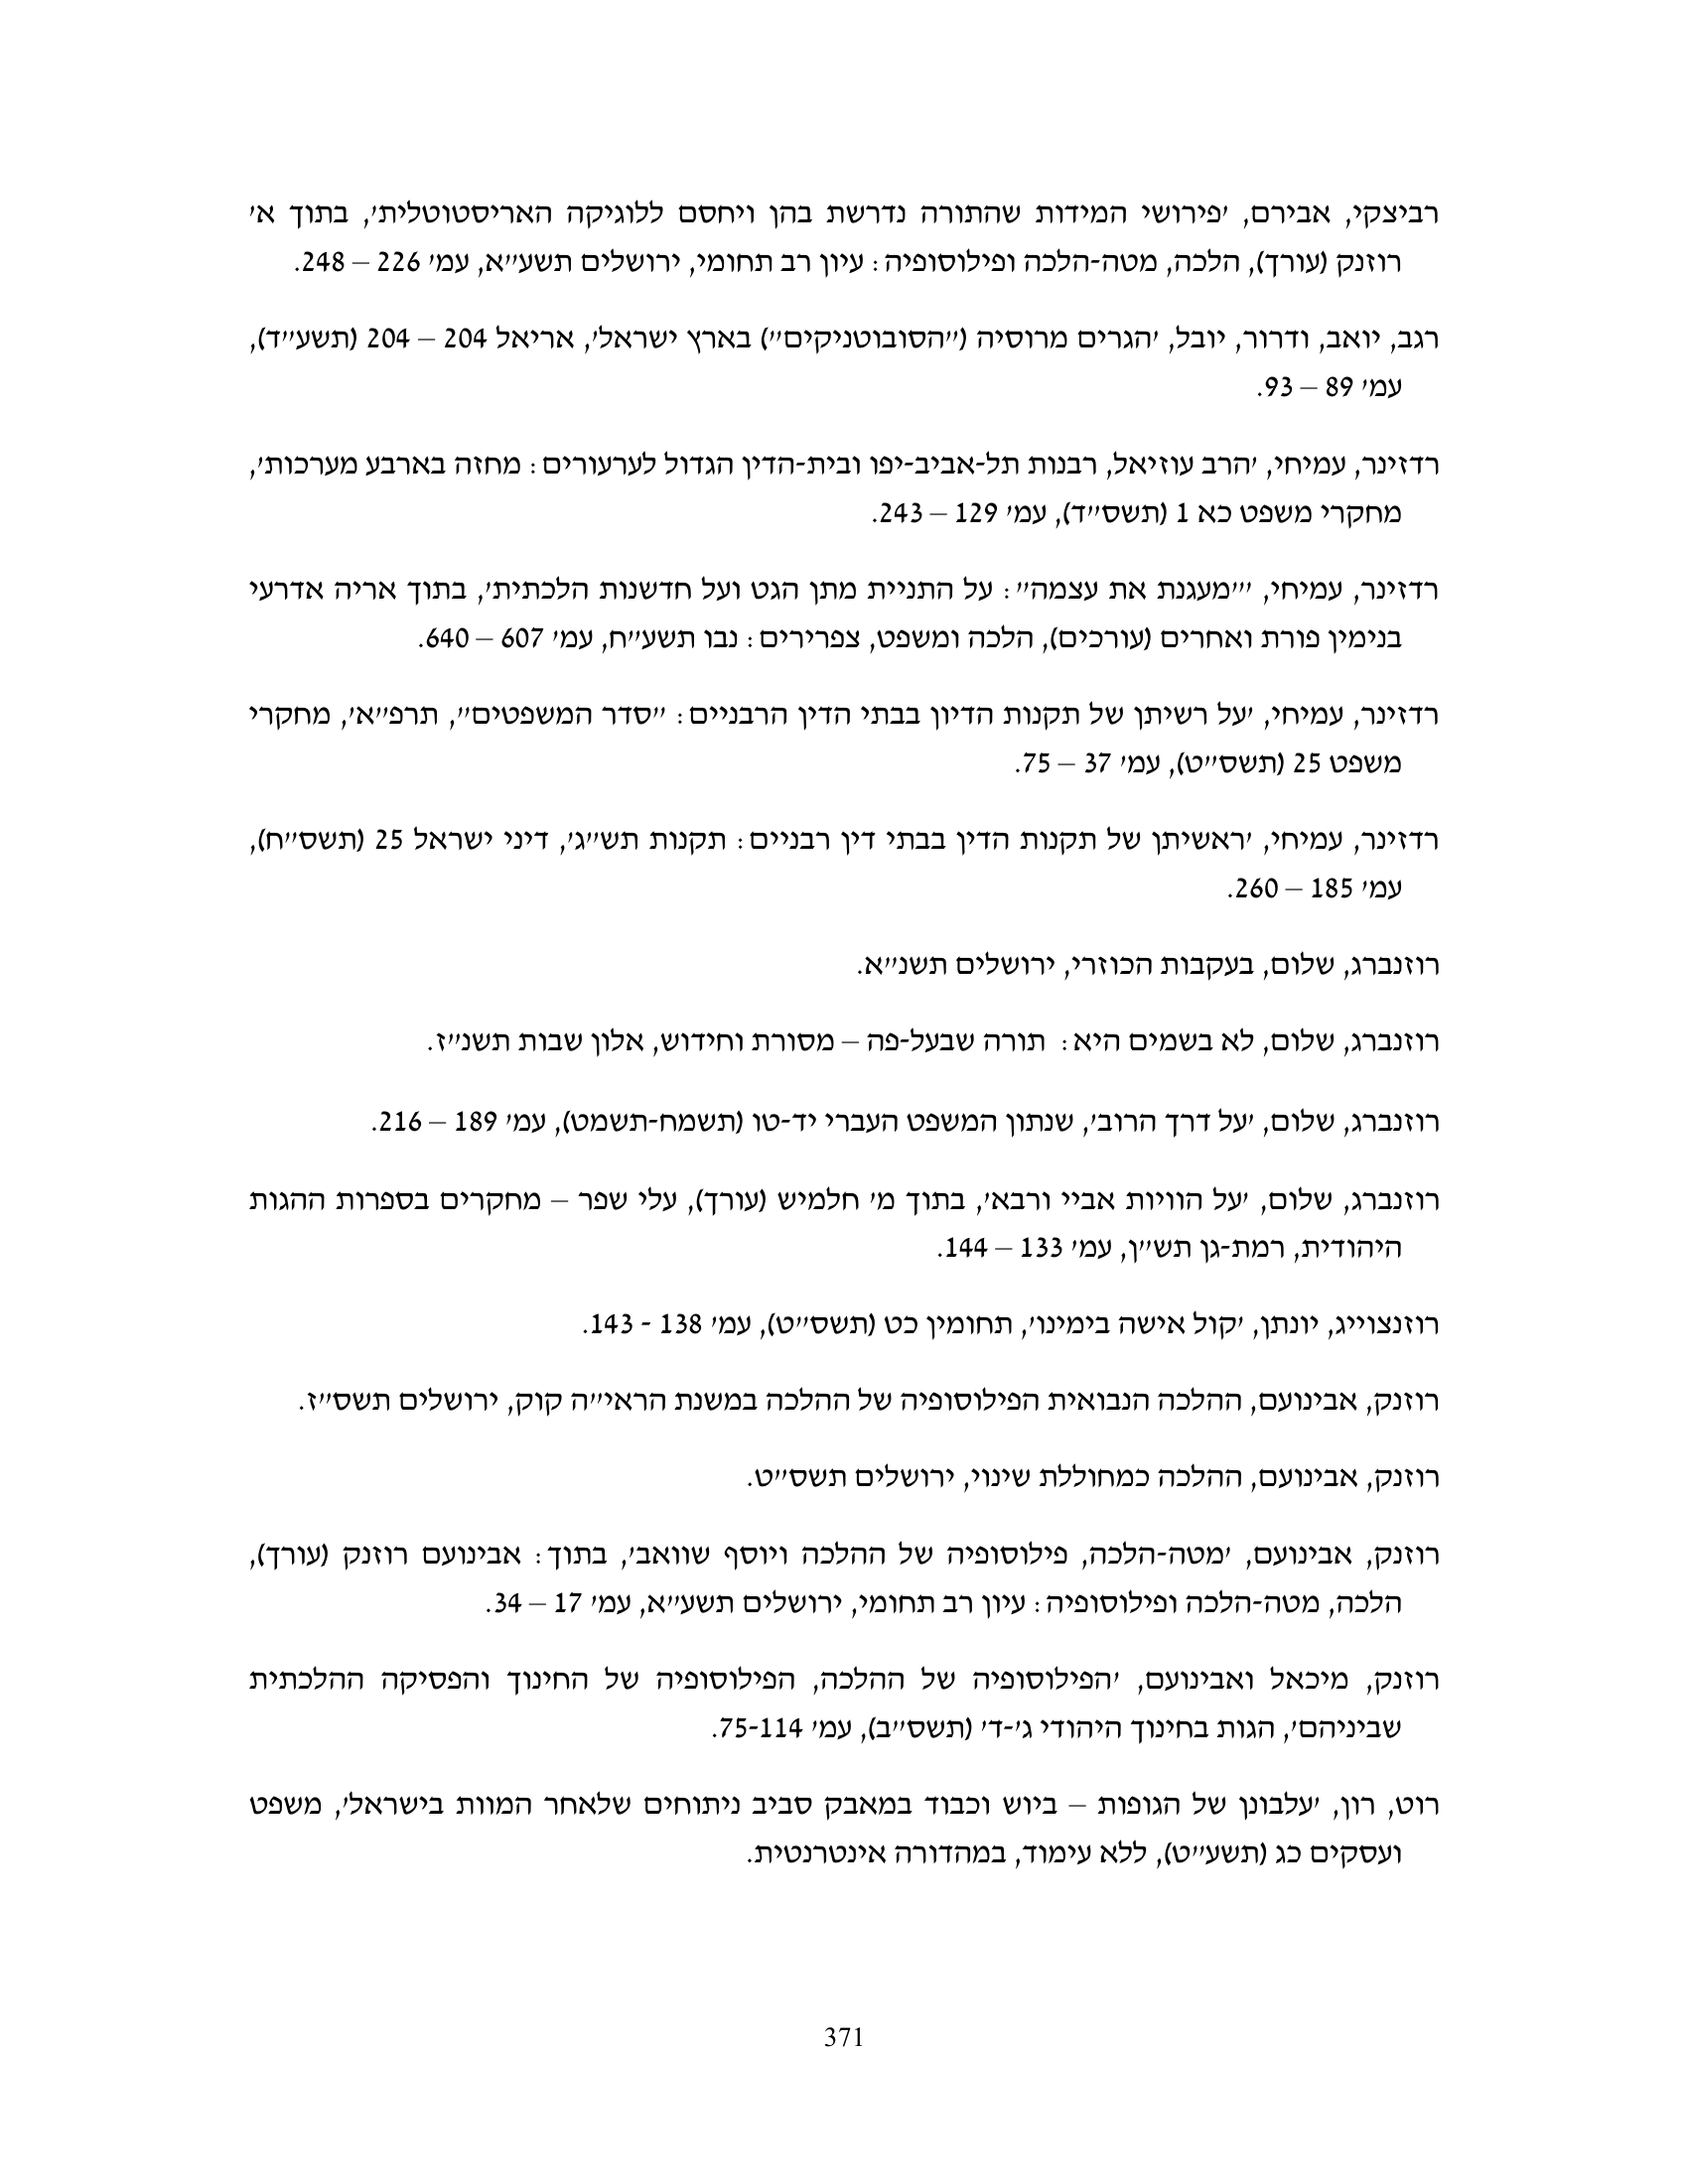 רביצקי, אבירם, 'פירושי המידות שהתורה נדרשת בהן ויחסם ללוגיקה האריסטוטלית', בתוך א'
רוזנק (עורך), הלכה, מטה-הלכה ופילוסופיה: עיון רב תחומי, ירושלים תשע"א, עמ' 226 – 248.
רגב, יואב, ודרור, יובל, 'הגרים מרוסיה ("הסובוטניקים") בארץ ישראל', אריאל 204 – 204 (תשע"ד),
עמ' 89 – 93.
רדזינר, עמיחי, 'הרב עוזיאל, רבנות תל-אביב-יפו ובית-הדין הגדול לערעורים: מחזה בארבע מערכות',
מחקרי משפט כא 1 (תשס"ד), עמ' 129 – 243.
רדזינר, עמיחי, '"מעגנת את עצמה": על התניית מתן הגט ועל חדשנות הלכתית', בתוך אריה אדרעי
בנימין פורת ואחרים (עורכים), הלכה ומשפט, צפרירים: נבו תשע"ח, עמ' 607 – 640.
רדזינר, עמיחי, 'על רשיתן של תקנות הדיון בבתי הדין הרבניים: "סדר המשפטים", תרפ"א', מחקרי
משפט 25 (תשס"ט), עמ' 37 – 75.
רדזינר, עמיחי, 'ראשיתן של תקנות הדין בבתי דין רבניים: תקנות תש"ג', דיני ישראל 25 (תשס"ח),
עמ' 185 – 260.
רוזנברג, שלום, בעקבות הכוזרי, ירושלים תשנ"א.
רוזנברג, שלום, לא בשמים היא: תורה שבעל-פה – מסורת וחידוש, אלון שבות תשנ"ז.
רוזנברג, שלום, 'על דרך הרוב', שנתון המשפט העברי יד-טו (תשמח-תשמט), עמ' 189 – 216.
רוזנברג, שלום, 'על הוויות אביי ורבא', בתוך מ' חלמיש (עורך), עלי שפר – מחקרים בספרות ההגות
היהודית, רמת-גן תש"ן, עמ' 133 – 144.
רוזנצוייג, יונתן, 'קול אישה בימינו', תחומין כט (תשס"ט), עמ' 138 - 143.
רוזנק, אבינועם, ההלכה הנבואית הפילוסופיה של ההלכה במשנת הראי"ה קוק, ירושלים תשס"ז.
רוזנק, אבינועם, ההלכה כמחוללת שינוי, ירושלים תשס"ט.
רוזנק, אבינועם, 'מטה-הלכה, פילוסופיה של ההלכה ויוסף שוואב', בתוך: אבינועם רוזנק (עורך),
הלכה, מטה-הלכה ופילוסופיה: עיון רב תחומי, ירושלים תשע"א, עמ' 17 – 34.
רוזנק, מיכאל ואבינועם, 'הפילוסופיה של ההלכה, הפילוסופיה של החינוך והפסיקה ההלכתית
שביניהם', הגות בחינוך היהודי ג'-ד' (תשס"ב), עמ' 75-114.
רוט, רון, 'עלבונן של הגופות – ביוש וכבוד במאבק סביב ניתוחים שלאחר המוות בישראל', משפט
ועסקים כג (תשע"ט), ללא עימוד, במהדורה אינטרנטית.
371